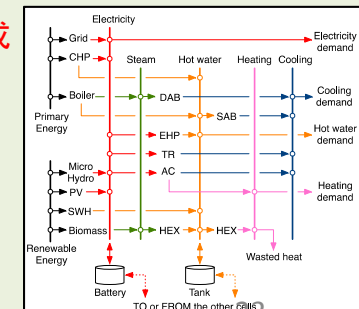 成
Electricity
Grid
Electricity
demand
CHP
Steam
Hot water
Heating
Cooling
Boiler
DAB
Cooling
demand
Primary
Energy
SAB
EHP
Hot water
demand
TR
Micro
Hydro
AC
PV
Heating
demand
SWH
Biomass
HEX
HEX
Renewable
Energy
Wasted heat
Battery
Tank
TO or FROM the other cells